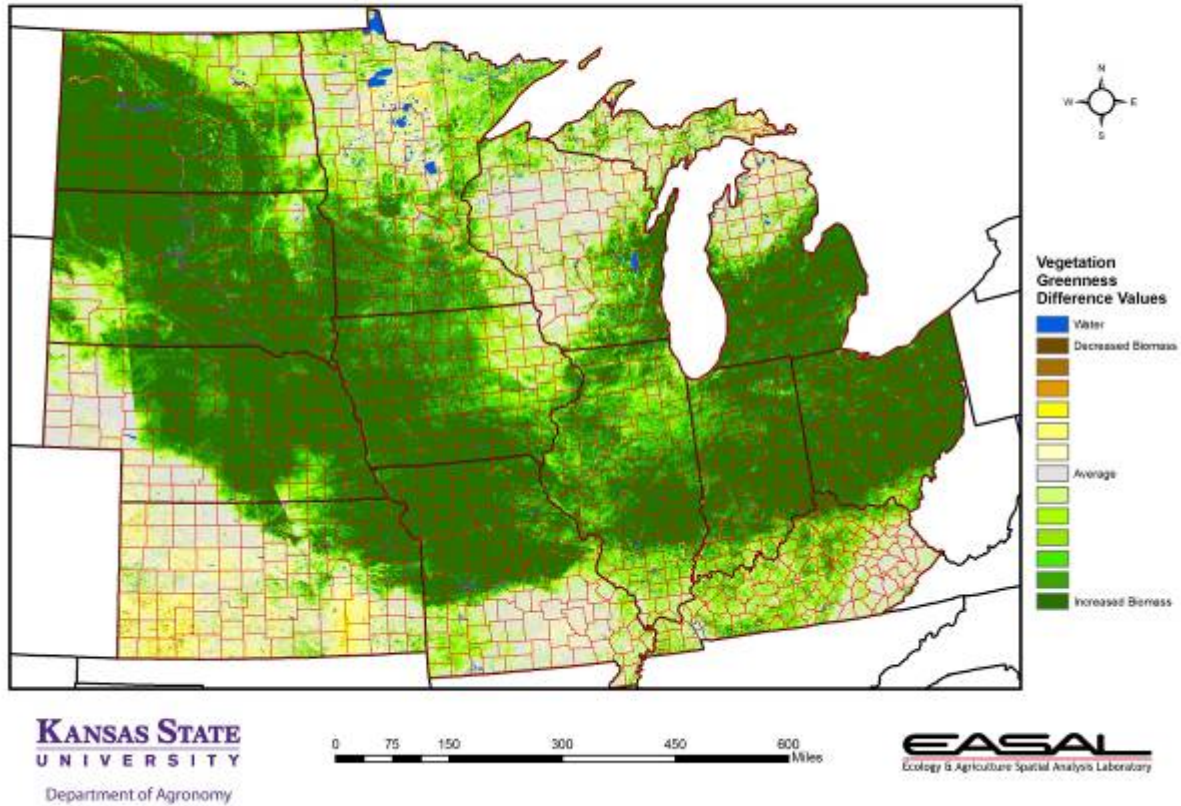 N
W
E
S
Vegetation
Greenness
Difference Values
Water
Decreased Biomass
Average
Increased Biomass
KANSAS STATE
UNIVERSITY
Department of Agronomy
0 75 150 300 450 600
Miles
EASAL
Ecology & Agriculture Spatial Analysis Laboratory